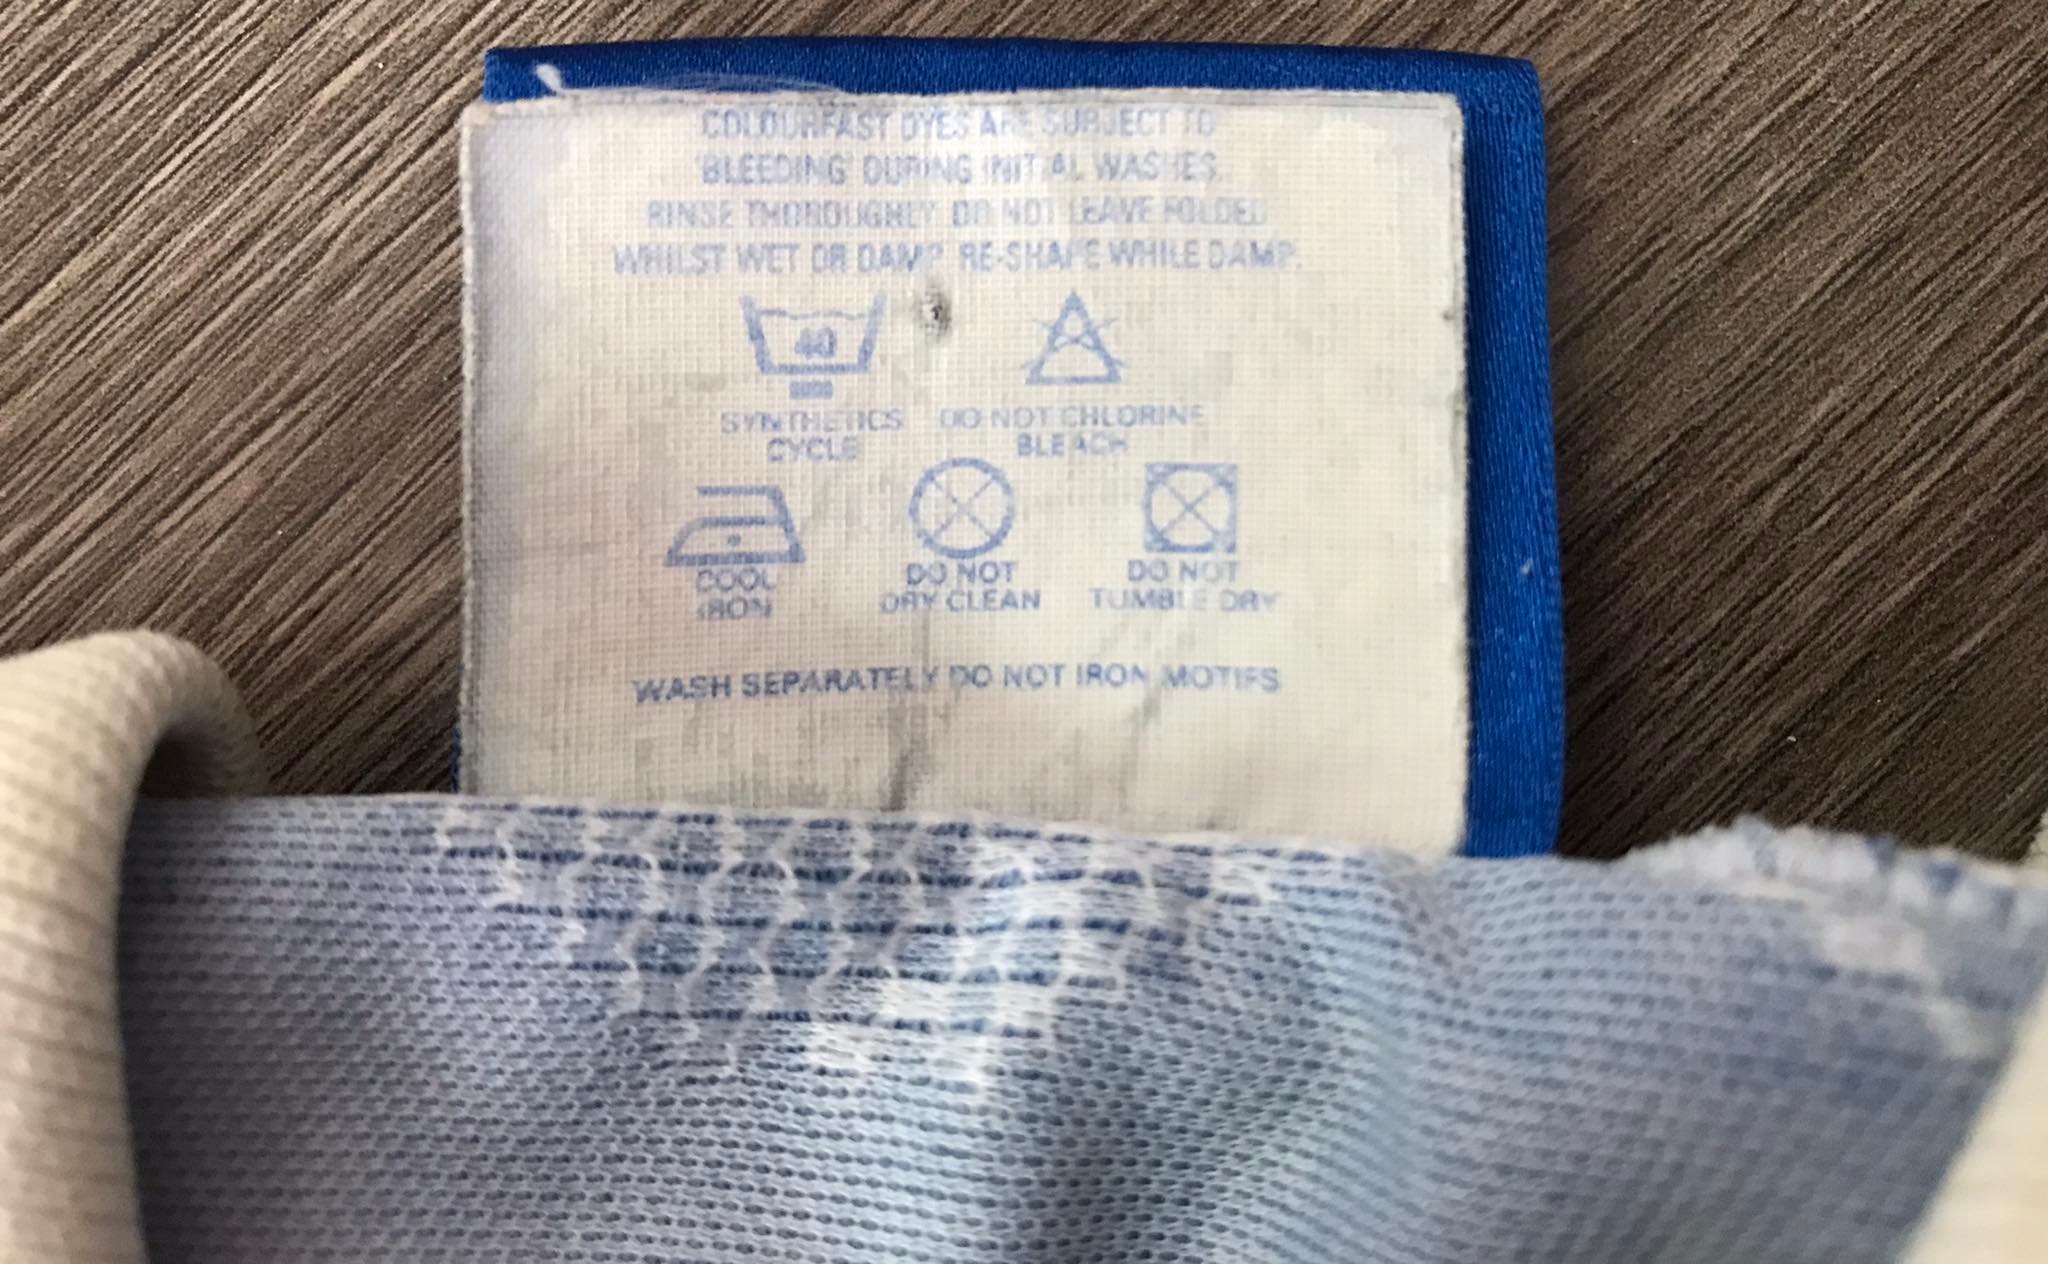 COLOURFAST DYES ARE SUBJECT TO
'BLEEDING' DURING INITIAL WASHES.
RINSE THOROUGHLY DO NOT LEAVE FOLDED
WHILST WET OR DAMP. RE-SHAPE WHILE DAMP.
40
SYNTHETICS DO NOT CHLORINE
CYCLE BLEACH
COOL DO NOT DO NOT
IRON DRY CLEAN TUMBLE DRY
WASH SEPARATELY DO NOT IRON MOTIFS